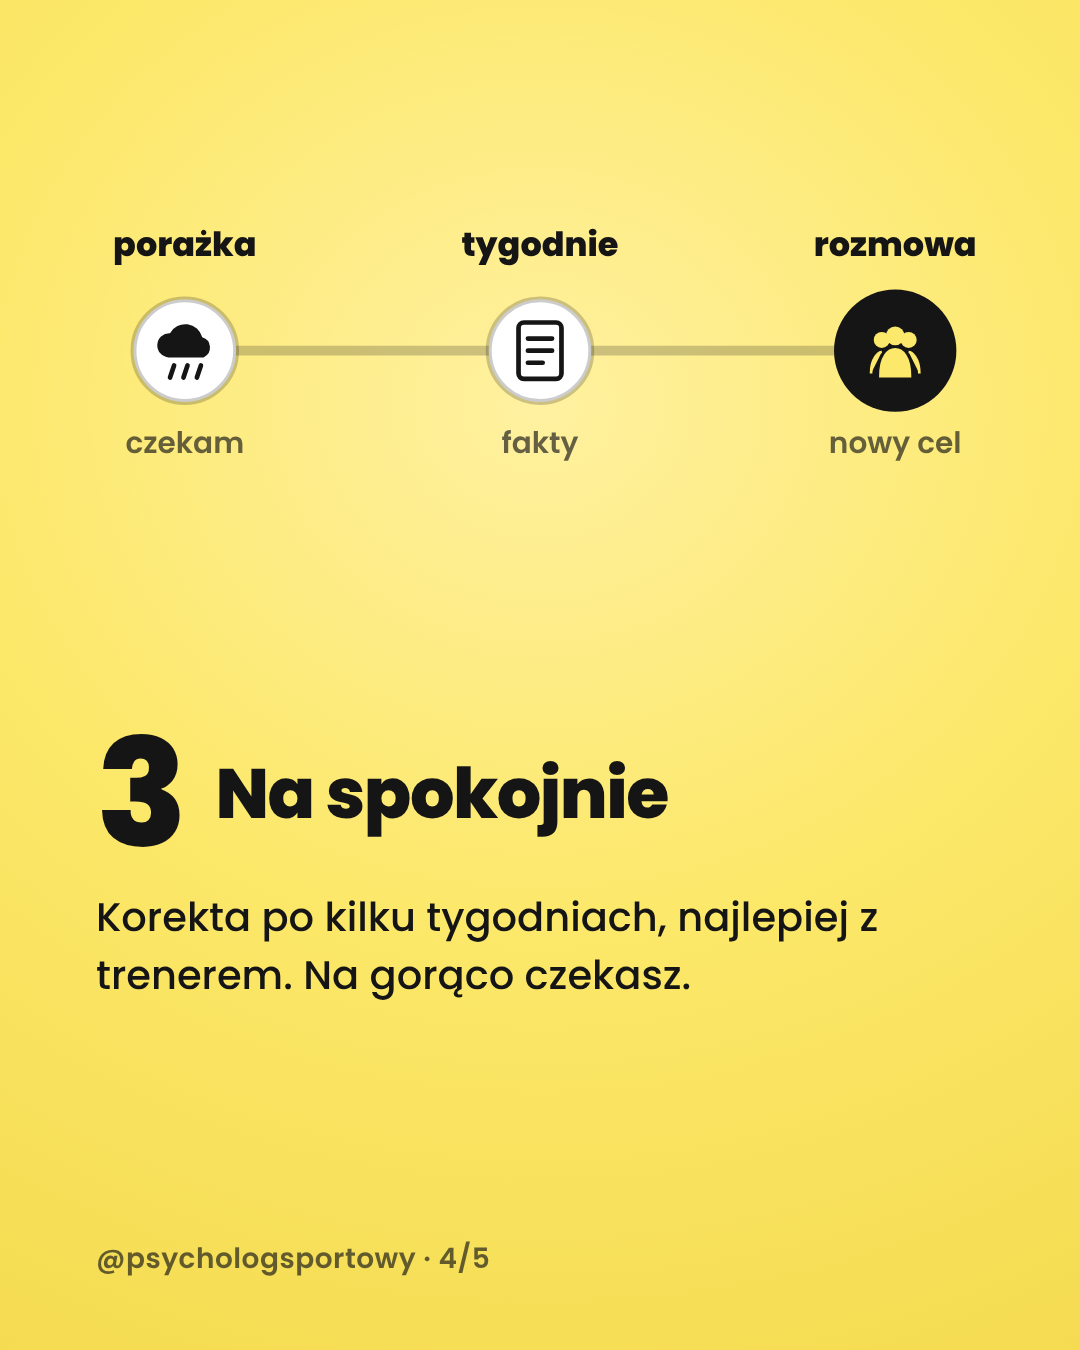 porażka
tygodnie
rozmowa
czekam
fakty
nowy cel
3 Na spokojnie
Korekta po kilku tygodniach, najlepiej z
trenerem. Na gorąco czekasz.
@psychologsportowy · 4/5